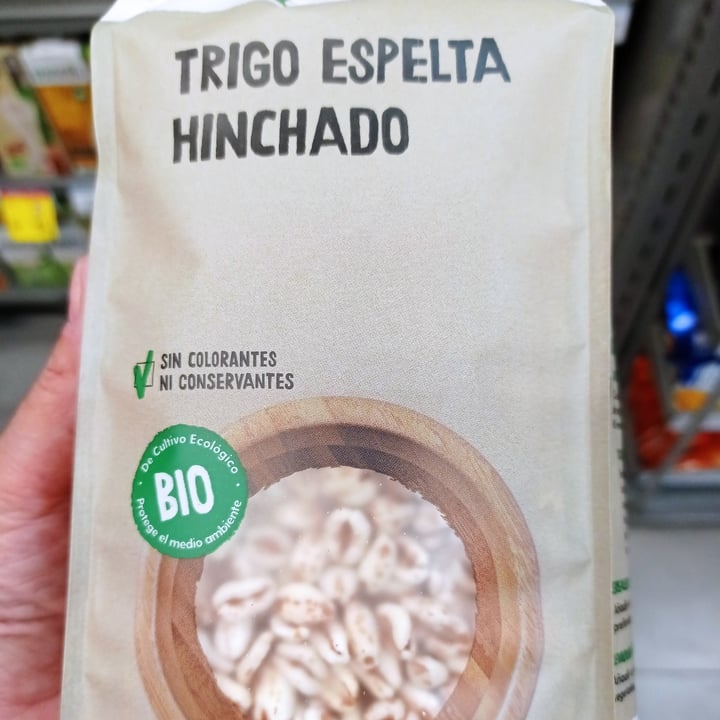 TRIGO ESPELTA
HINCHADO
SIN COLORANTES
NI CONSERVANTES
De Cultivo Ecológico
BIO
Protege el medio ambiente